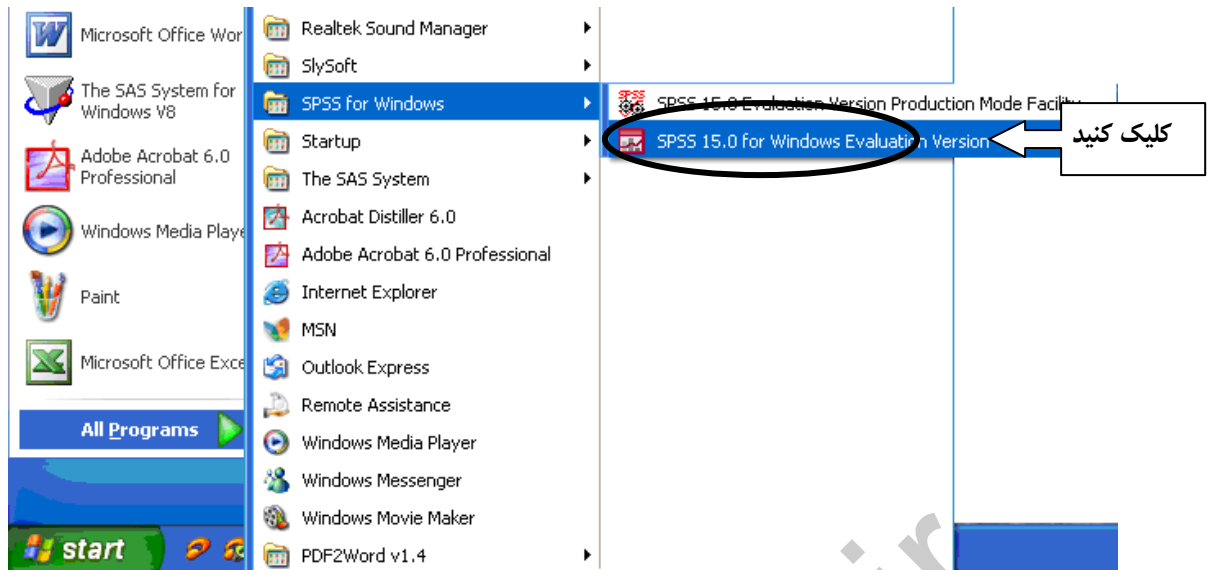 Microsoft Office Wor
The SAS System for
Windows V8
Adobe Acrobat 6.0
Professional
Windows Media Playe
Paint
Microsoft Office Exce
All Programs
start
Realtek Sound Manager
SlySoft
SPSS for Windows
Startup
The SAS System
Acrobat Distiller 6.0
Adobe Acrobat 6.0 Professional
Internet Explorer
MSN
Outlook Express
Remote Assistance
Windows Media Player
Windows Messenger
Windows Movie Maker
PDF2Word v1.4
SPSS 15.0 Evaluation Version Production Mode Facility
SPSS 15.0 for Windows Evaluation Version
کلیک کنید